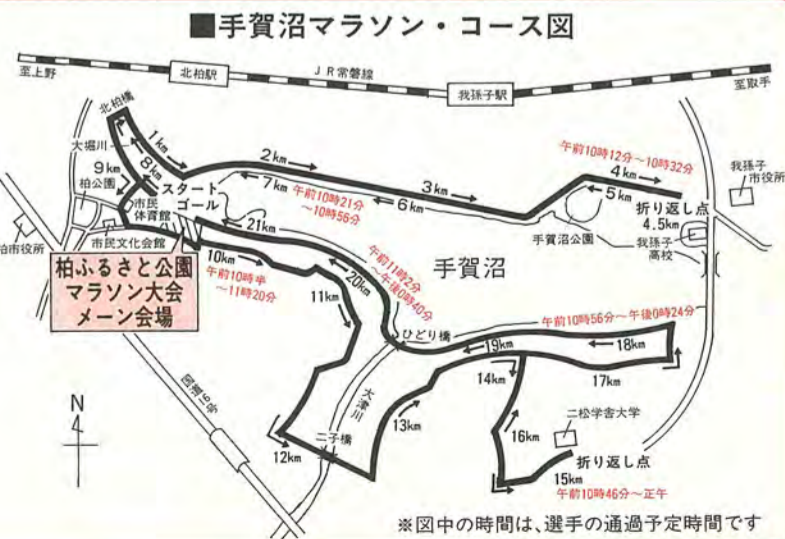 ■手賀沼マラソン・コース図
至上野
北柏駅
JR常磐線
我孫子駅
至取手
北柏橋
大堀川
1km
2km
3km
4km
午前10時12分~10時32分
我孫子
市役所
9km
8km
柏公園
スタート
ゴール
7km
午前10時21分
~10時56分
6km
5km
折り返し点
4.5km
手賀沼公園
我孫子
高校
市民
体育館
市民文化会館
柏市役所
21km
柏ふるさと公園
マラソン大会
メーン会場
10km
午前10時半
~11時20分
午前11時2分
~午後0時40分
20km
手賀沼
11km
ひどり橋
午前10時56分~午後0時24分
19km
18km
14km
17km
国道16号
大津川
13km
二松学舎大学
16km
二子橋
12km
折り返し点
15km
午前10時46分~正午
N
※図中の時間は、選手の通過予定時間です